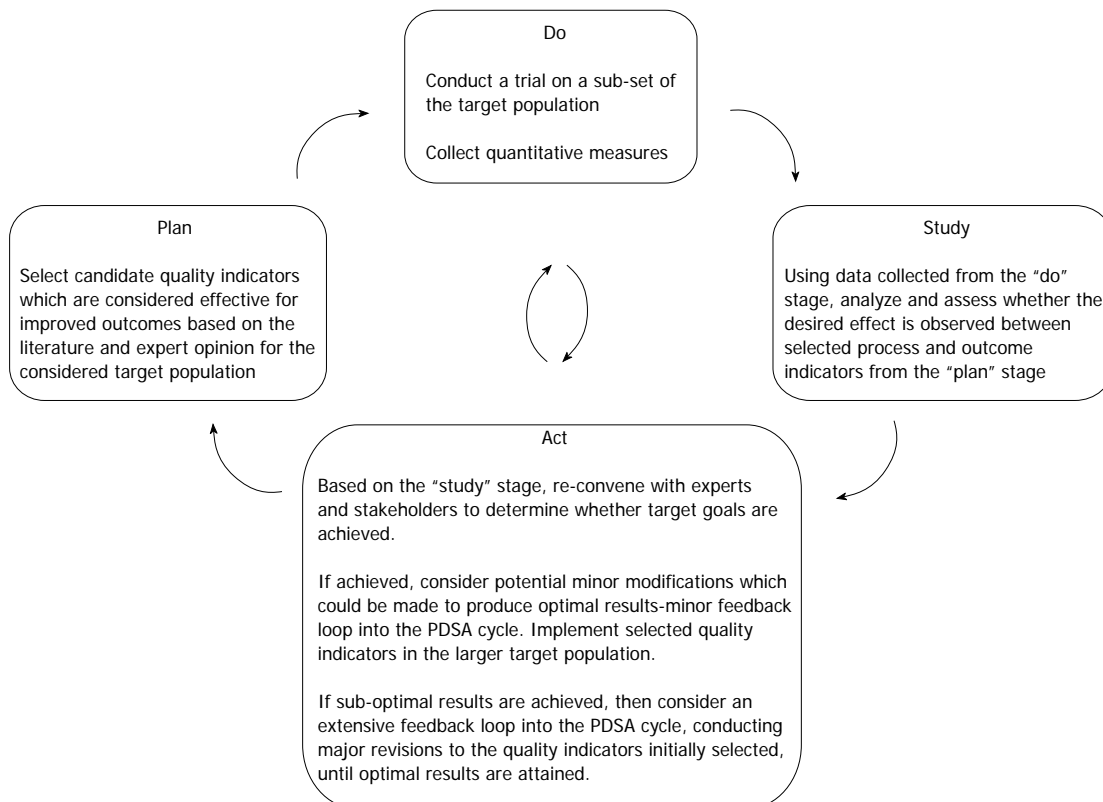 Do
Conduct a trial on a sub-set of
the target population
Collect quantitative measures
Plan
Select candidate quality indicators
which are considered effective for
improved outcomes based on the
literature and expert opinion for the
considered target population
Study
Using data collected from the “do”
stage, analyze and assess whether the
desired effect is observed between
selected process and outcome
indicators from the “plan” stage
Act
Based on the “study” stage, re-convene with experts
and stakeholders to determine whether target goals are
achieved.
If achieved, consider potential minor modifications which
could be made to produce optimal results-minor feedback
loop into the PDSA cycle. Implement selected quality
indicators in the larger target population.
If sub-optimal results are achieved, then consider an
extensive feedback loop into the PDSA cycle, conducting
major revisions to the quality indicators initially selected,
until optimal results are attained.